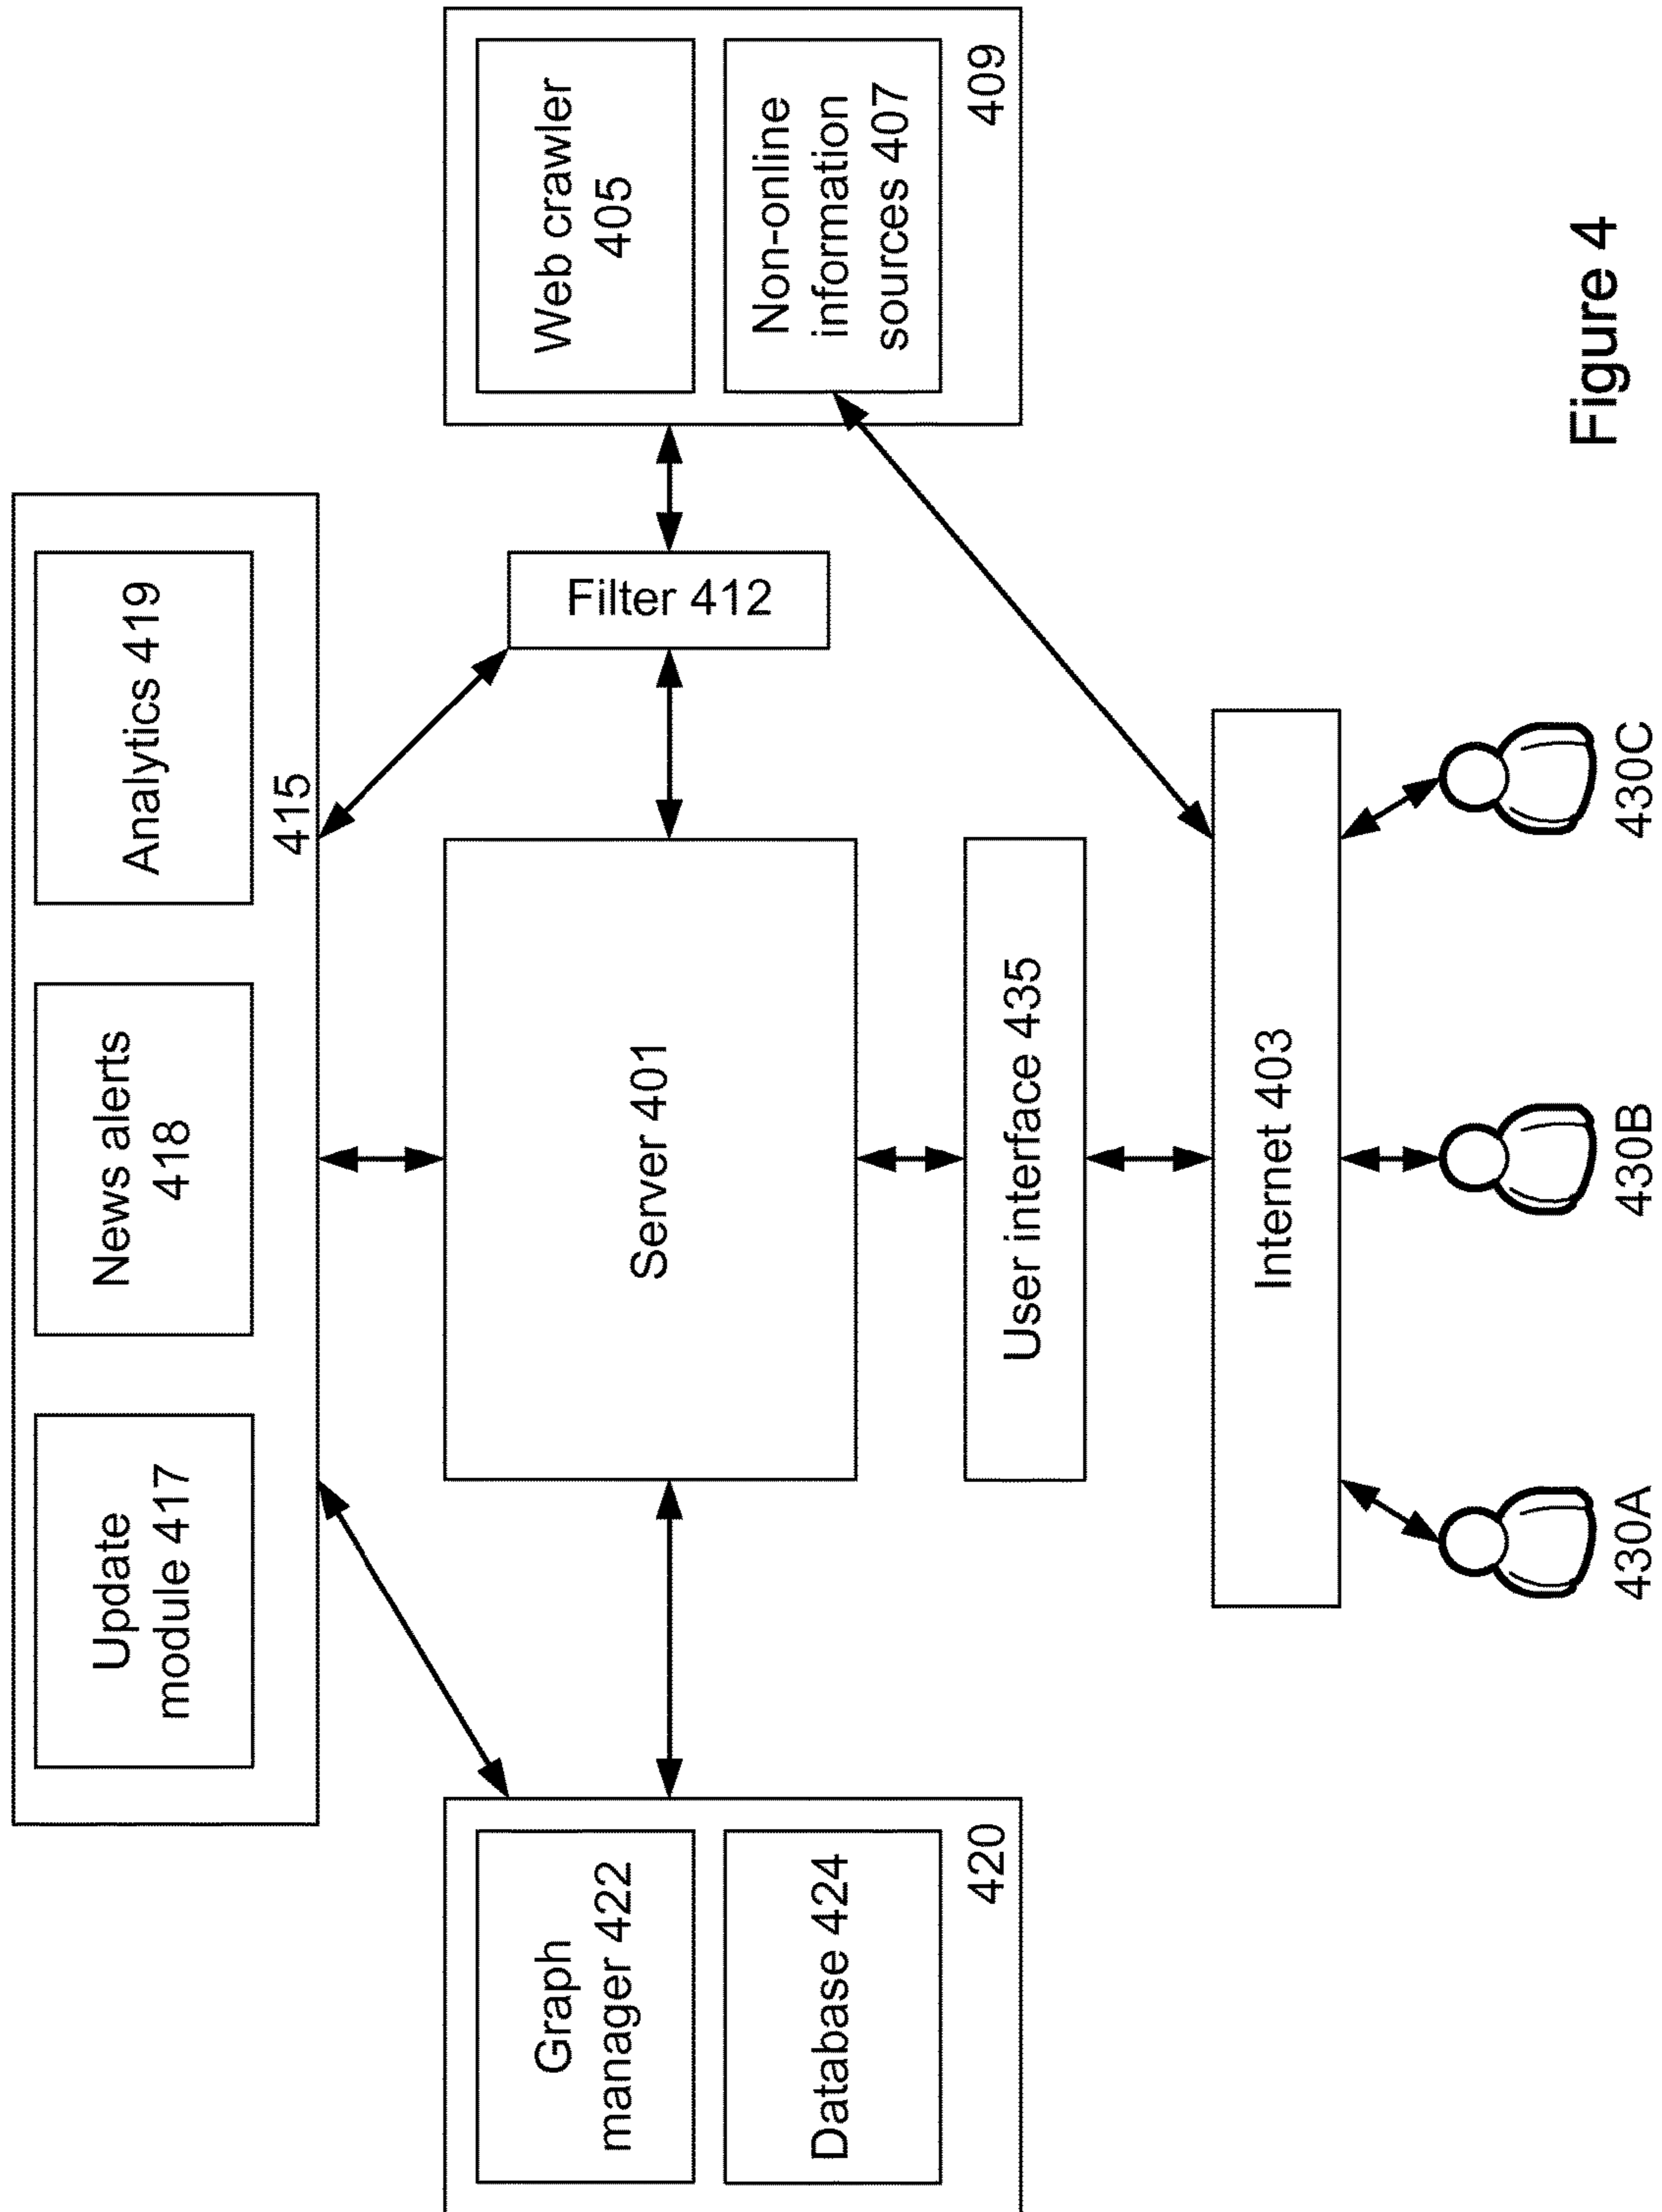 Update
module 417
News alerts
418
Analytics 419
415
Graph
manager 422
Database 424
420
Server 401
Filter 412
Web crawler
405
Non-online
information
sources 407
409
User interface 435
Internet 403
430A
430B
430C
Figure 4